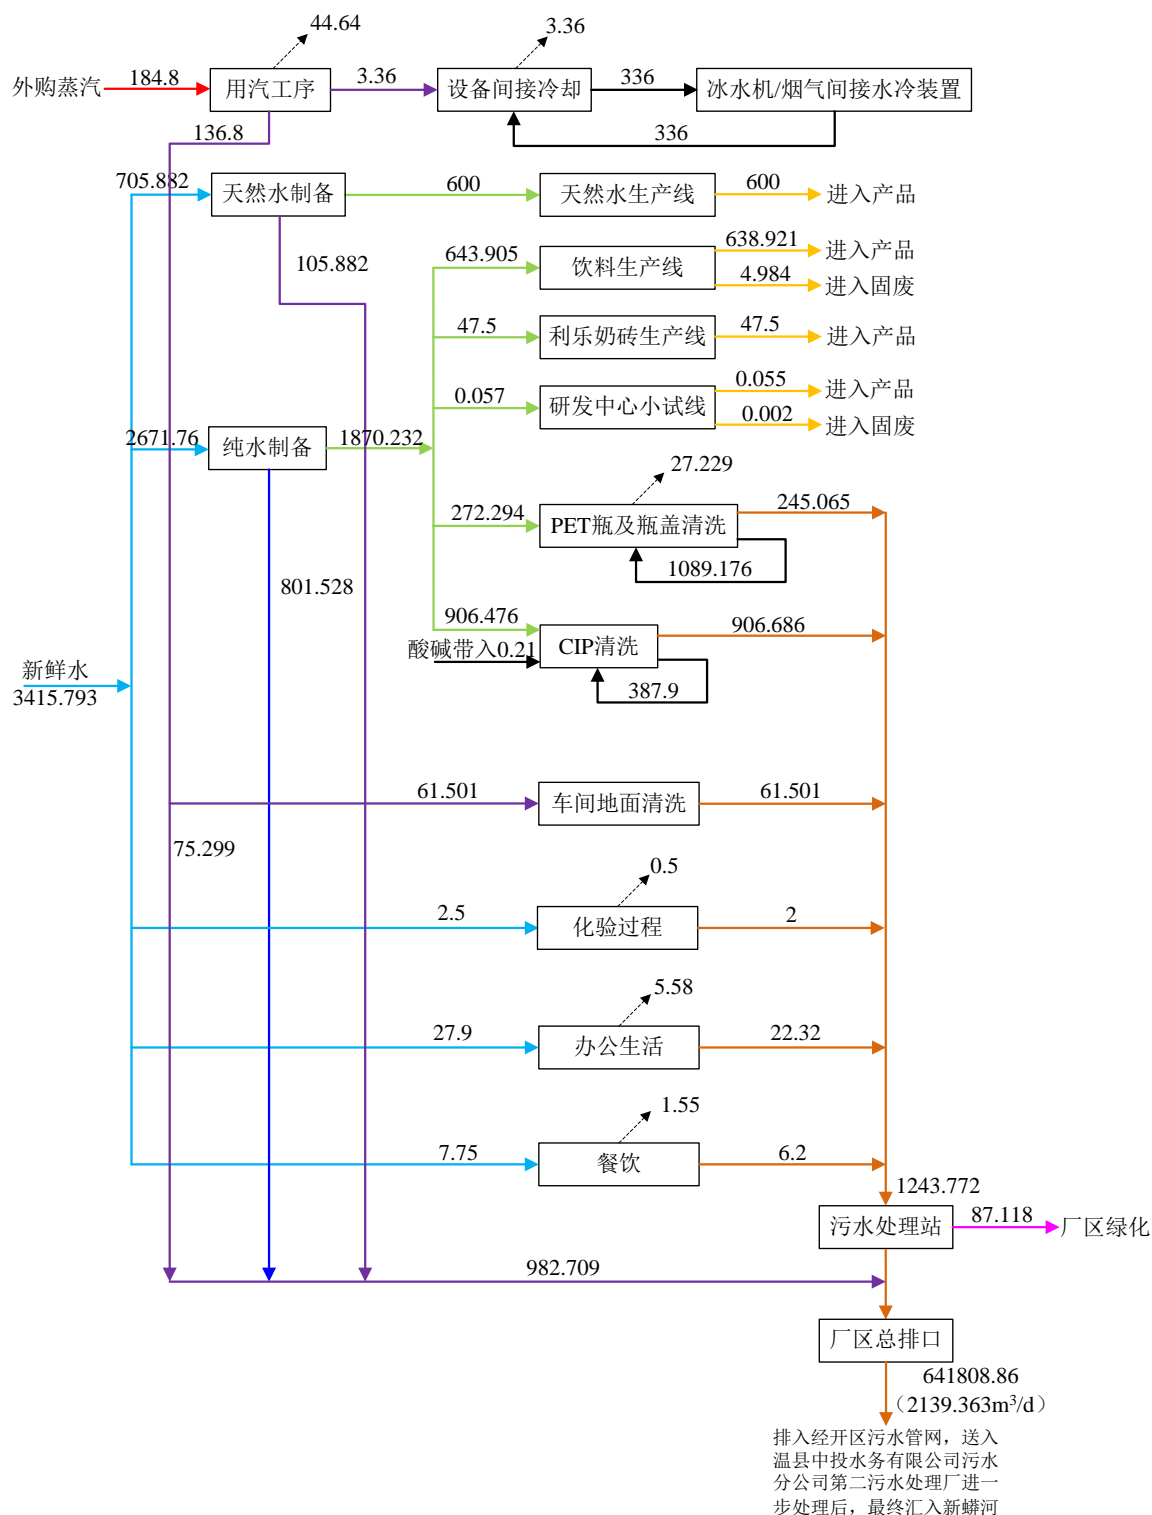 44.64
3.36
外购蒸汽
184.8
用汽工序
3.36
设备间接冷却
336
冰水机/烟气间接水冷装置
136.8
336
705.882
天然水制备
600
天然水生产线
600
进入产品
105.882
643.905
饮料生产线
638.921
进入产品
4.984
进入固废
47.5
利乐奶砖生产线
47.5
进入产品
0.057
研发中心小试线
0.055
进入产品
0.002
进入固废
2671.76
纯水制备
1870.232
27.229
272.294
PET瓶及瓶盖清洗
245.065
1089.176
801.528
906.476
酸碱带入0.21
CIP清洗
906.686
387.9
新鲜水
3415.793
61.501
车间地面清洗
61.501
75.299
0.5
2.5
化验过程
2
5.58
27.9
办公生活
22.32
1.55
7.75
餐饮
6.2
1243.772
污水处理站
87.118
厂区绿化
982.709
厂区总排口
641808.86
（2139.363m³/d）
排入经开区污水管网，送入
温县中投水务有限公司污水
分公司第二污水处理厂进一
步处理后，最终汇入新蟒河